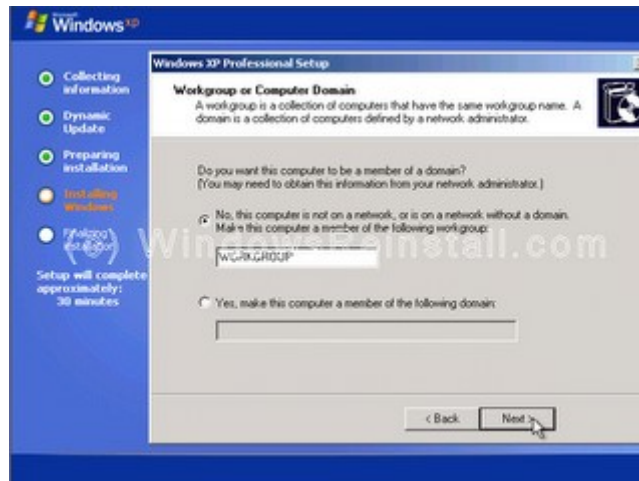 Microsoft
Windows xp
Collecting
information
Dynamic
Update
Preparing
installation
Installing
Windows
Finalizing
installation
Setup will complete
approximately:
30 minutes
Windows XP Professional Setup
Workgroup or Computer Domain
A workgroup is a collection of computers that have the same workgroup name. A
domain is a collection of computers defined by a network administrator.
Do you want this computer to be a member of a domain?
(You may need to obtain this information from your network administrator.)
No, this computer is not on a network, or is on a network without a domain.
Make this computer a member of the following workgroup:
WORKGROUP
Yes, make this computer a member of the following domain:
< Back
Next >
(c) WindowsReinstall.com